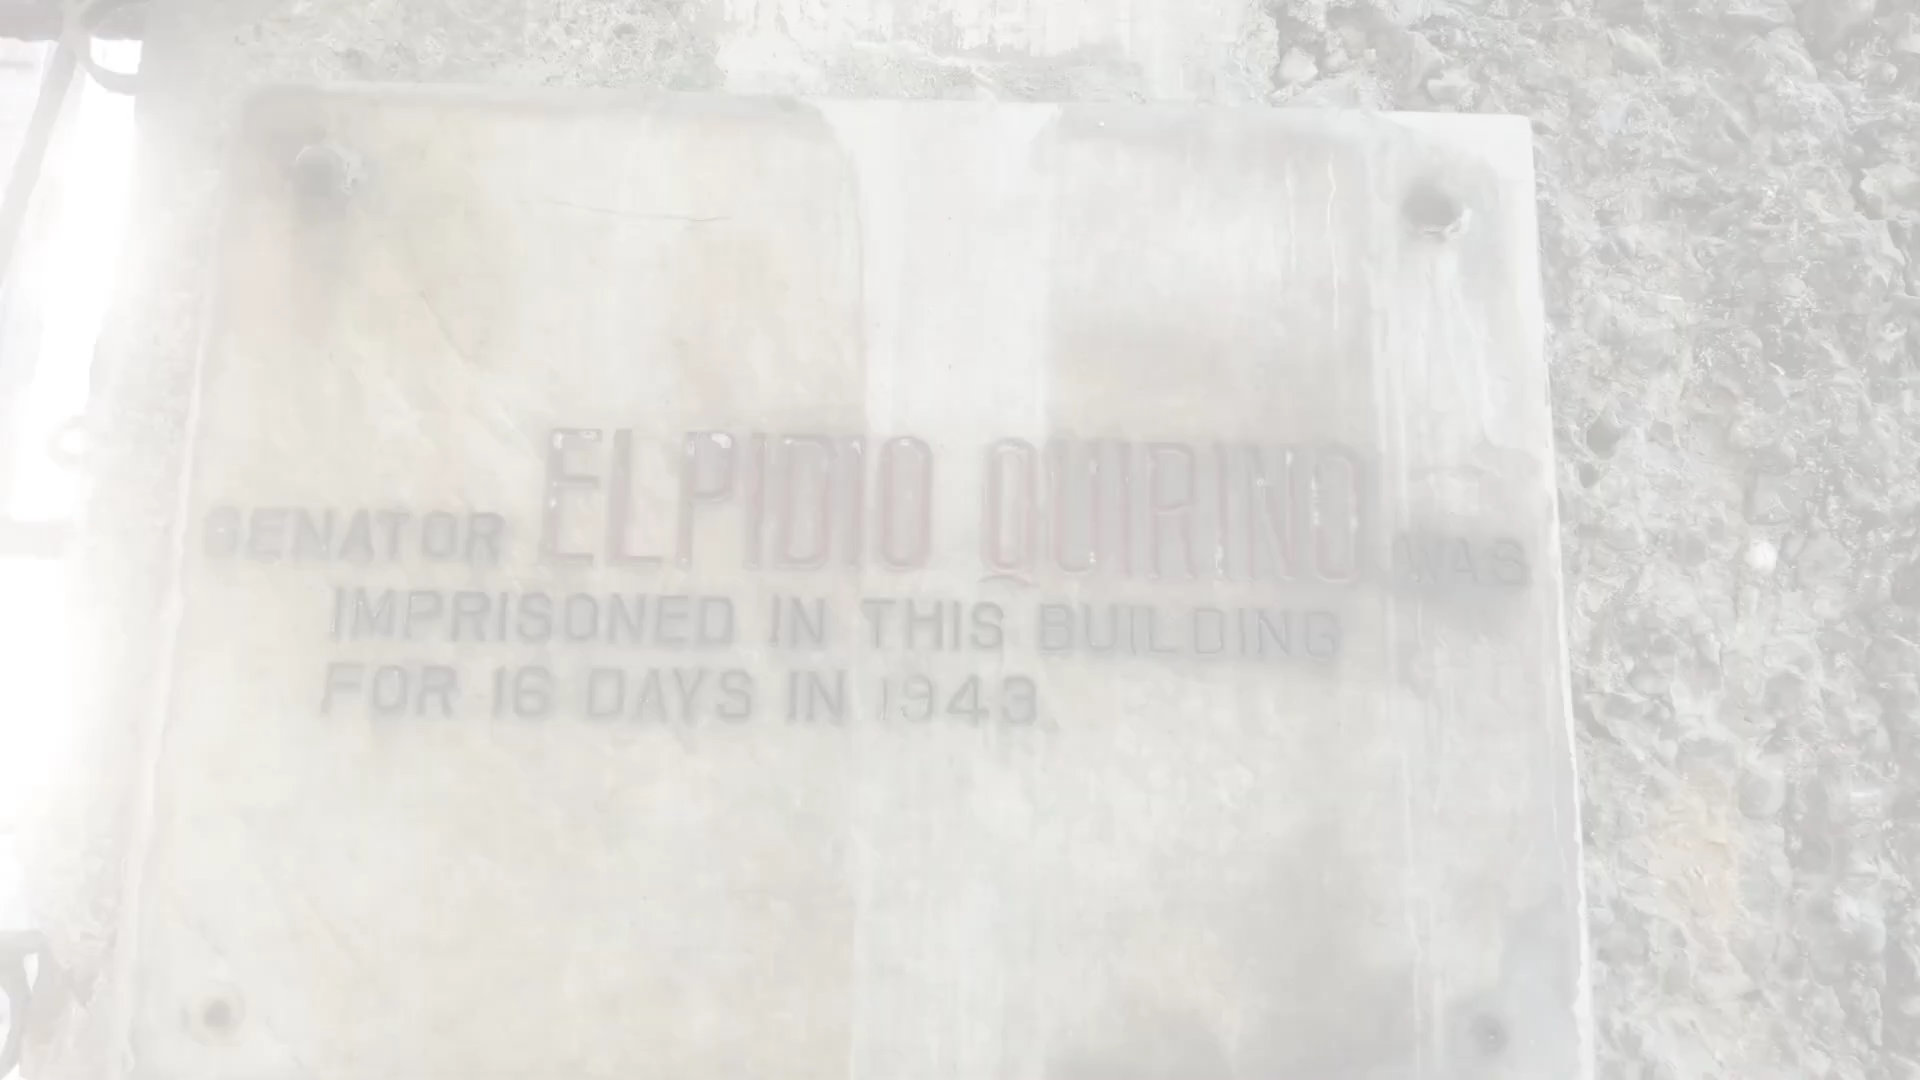 SENATOR ELPIDIO QUIRINO WAS
IMPRISONED IN THIS BUILDING
FOR 16 DAYS IN 1943.